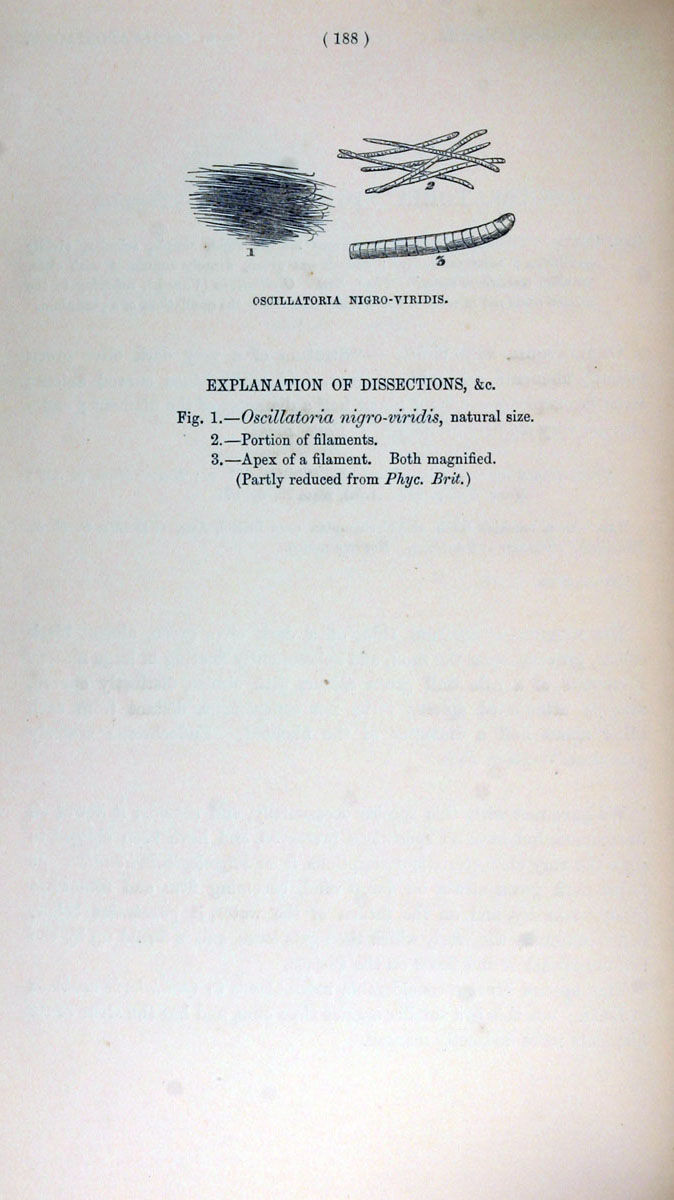 ( 188 )
2
1
3
OSCILLATORIA NIGRO-VIRIDIS.
EXPLANATION OF DISSECTIONS, &c.
Fig. 1.—Oscillatoria nigro-viridis, natural size.
2.—Portion of filaments.
3.—Apex of a filament. Both magnified.
(Partly reduced from Phyc. Brit.)